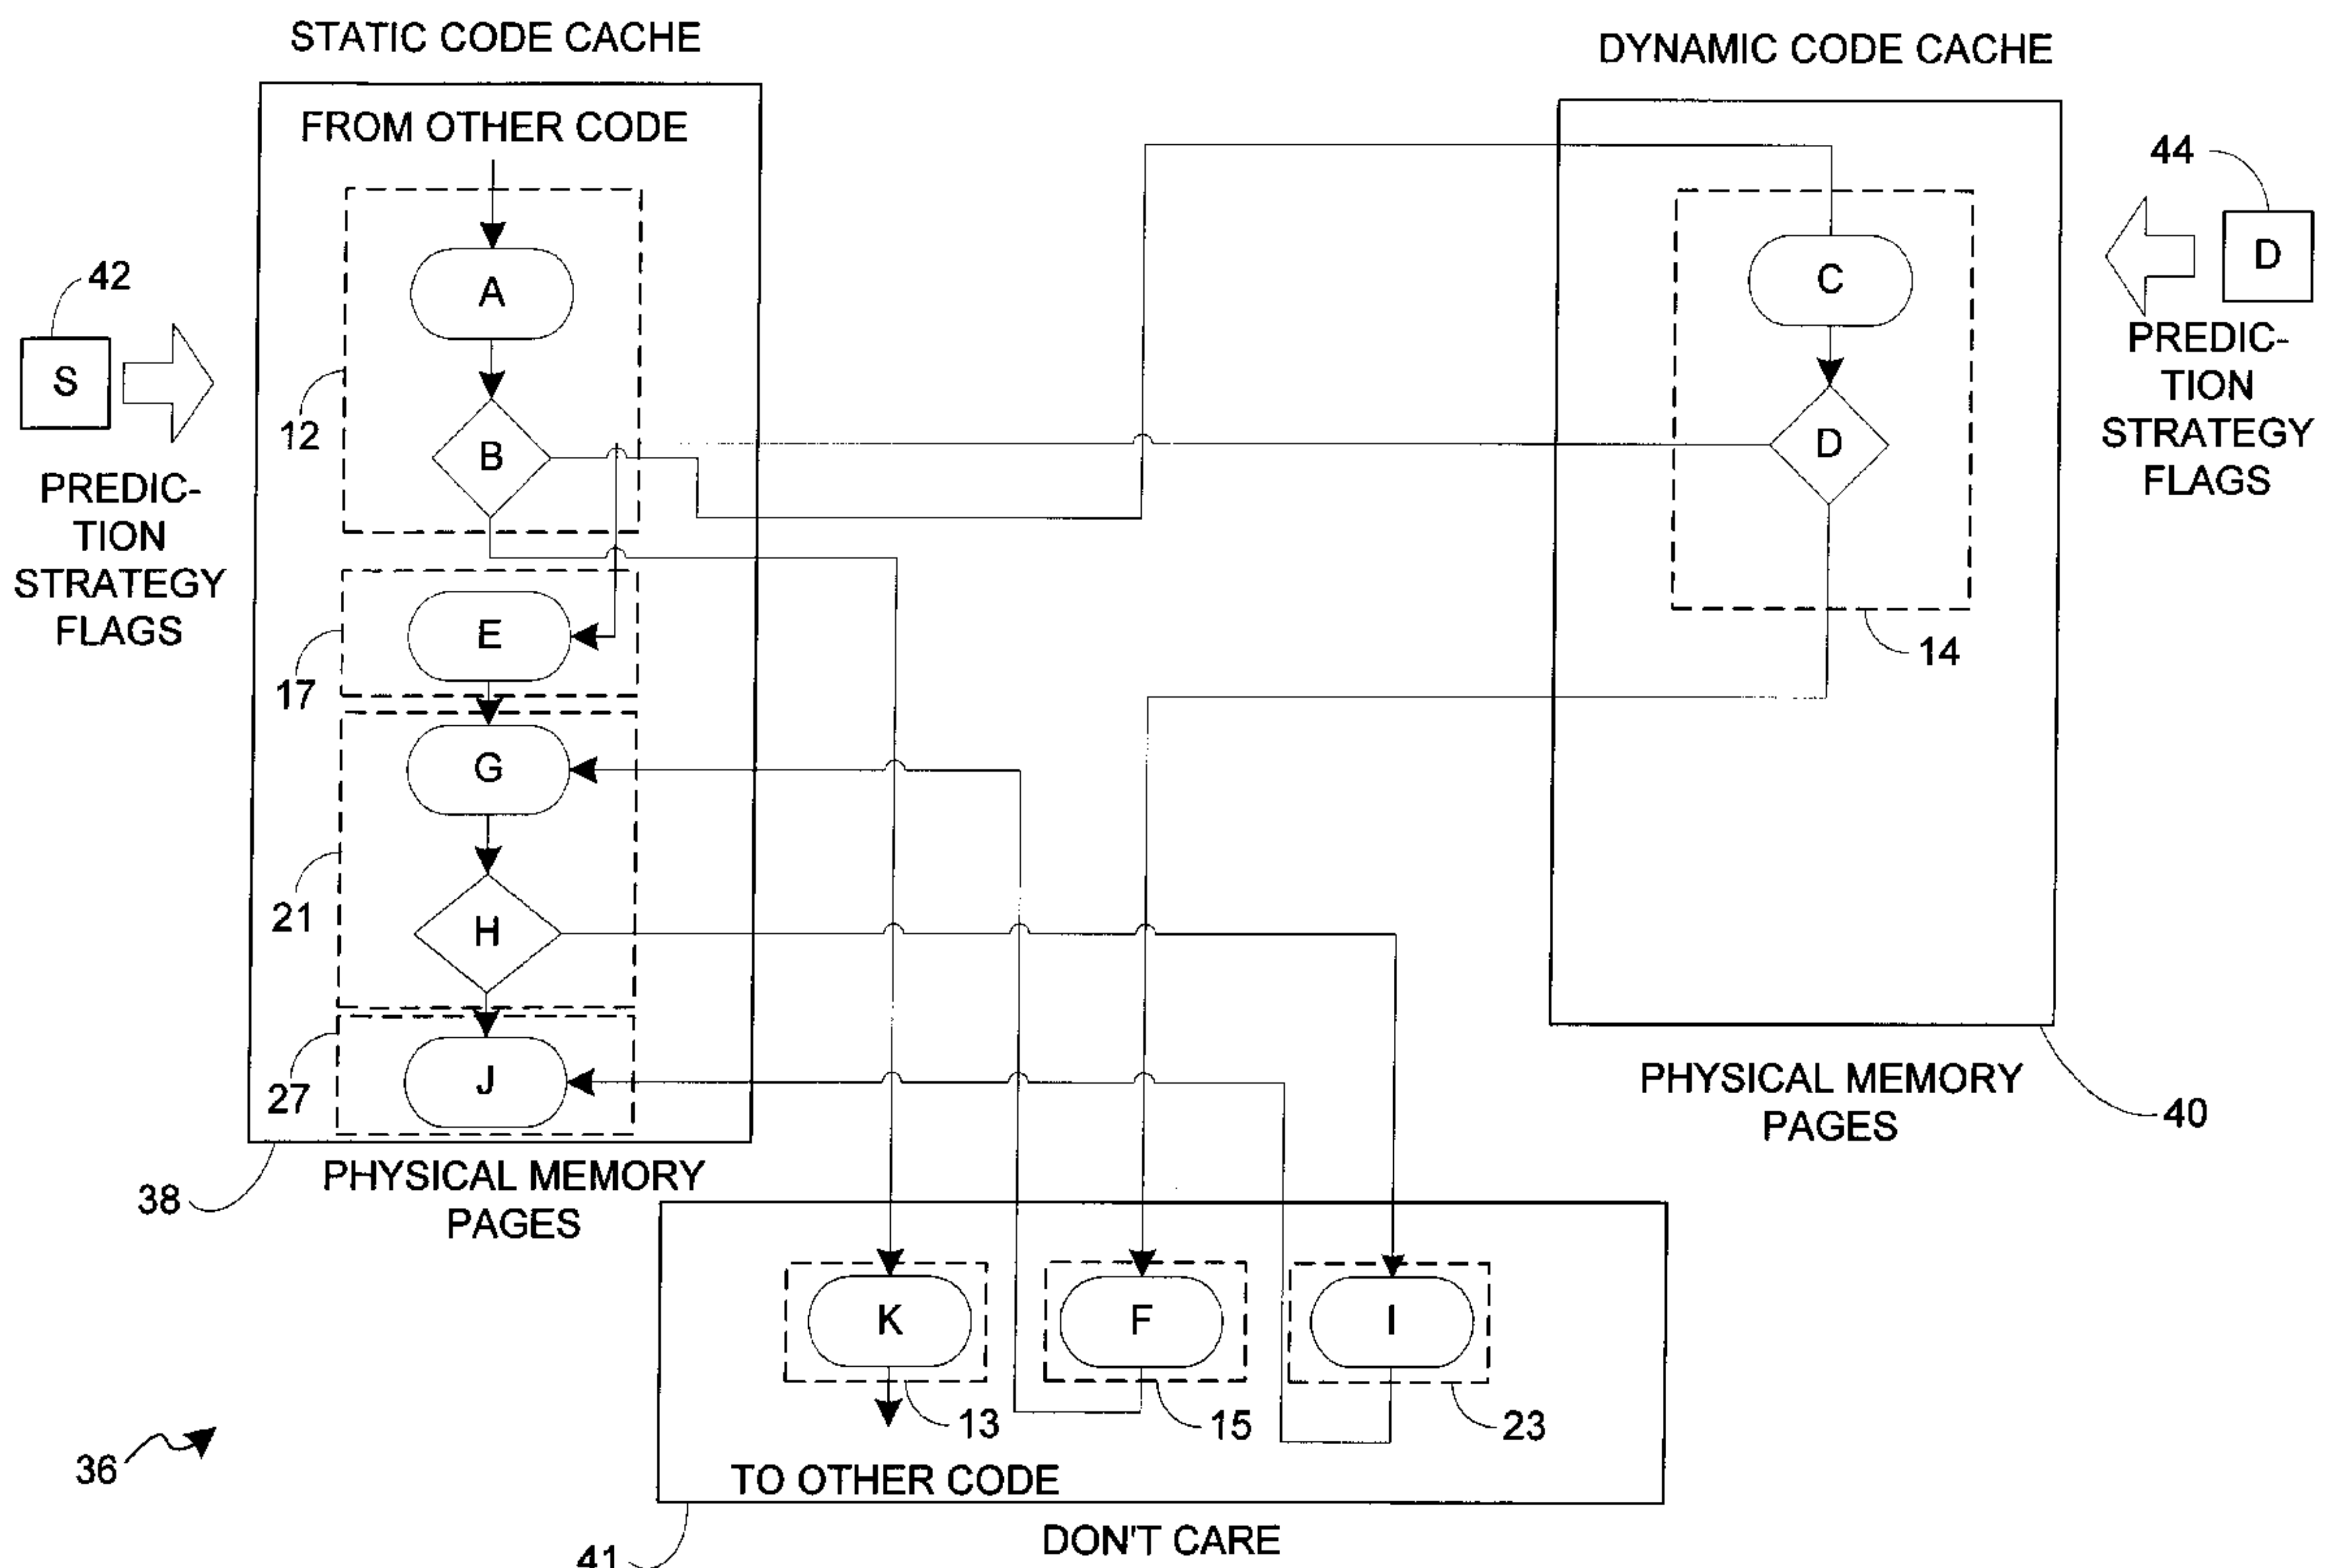 STATIC CODE CACHE
DYNAMIC CODE CACHE
FROM OTHER CODE
44
D
C
A
42
S
PREDIC-
TION
STRATEGY
FLAGS
12
B
D
PREDIC-
TION
STRATEGY
FLAGS
E
14
17
G
21
H
27
J
PHYSICAL MEMORY
PAGES
40
38
PHYSICAL MEMORY
PAGES
K
F
I
13
15
23
36
TO OTHER CODE
41
DON'T CARE